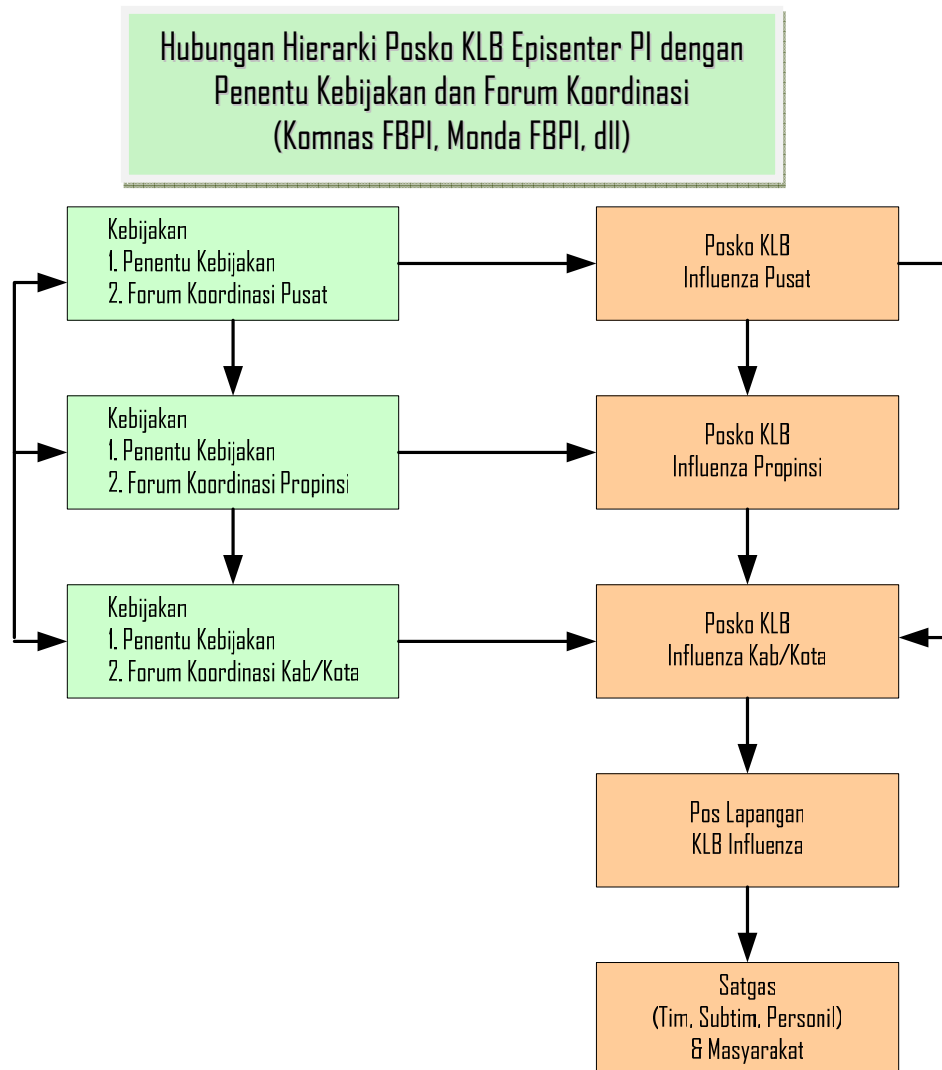 Hubungan Hierarki Posko KLB Episenter PI dengan
Penentu Kebijakan dan Forum Koordinasi
(Komnas FBPI, Monda FBPI, dll)
Kebijakan
1. Penentu Kebijakan
2. Forum Koordinasi Pusat
Posko KLB
Influenza Pusat
Kebijakan
1. Penentu Kebijakan
2. Forum Koordinasi Propinsi
Posko KLB
Influenza Propinsi
Kebijakan
1. Penentu Kebijakan
2. Forum Koordinasi Kab/Kota
Posko KLB
Influenza Kab/Kota
Pos Lapangan
KLB Influenza
Satgas
(Tim, Subtim, Personil)
& Masyarakat